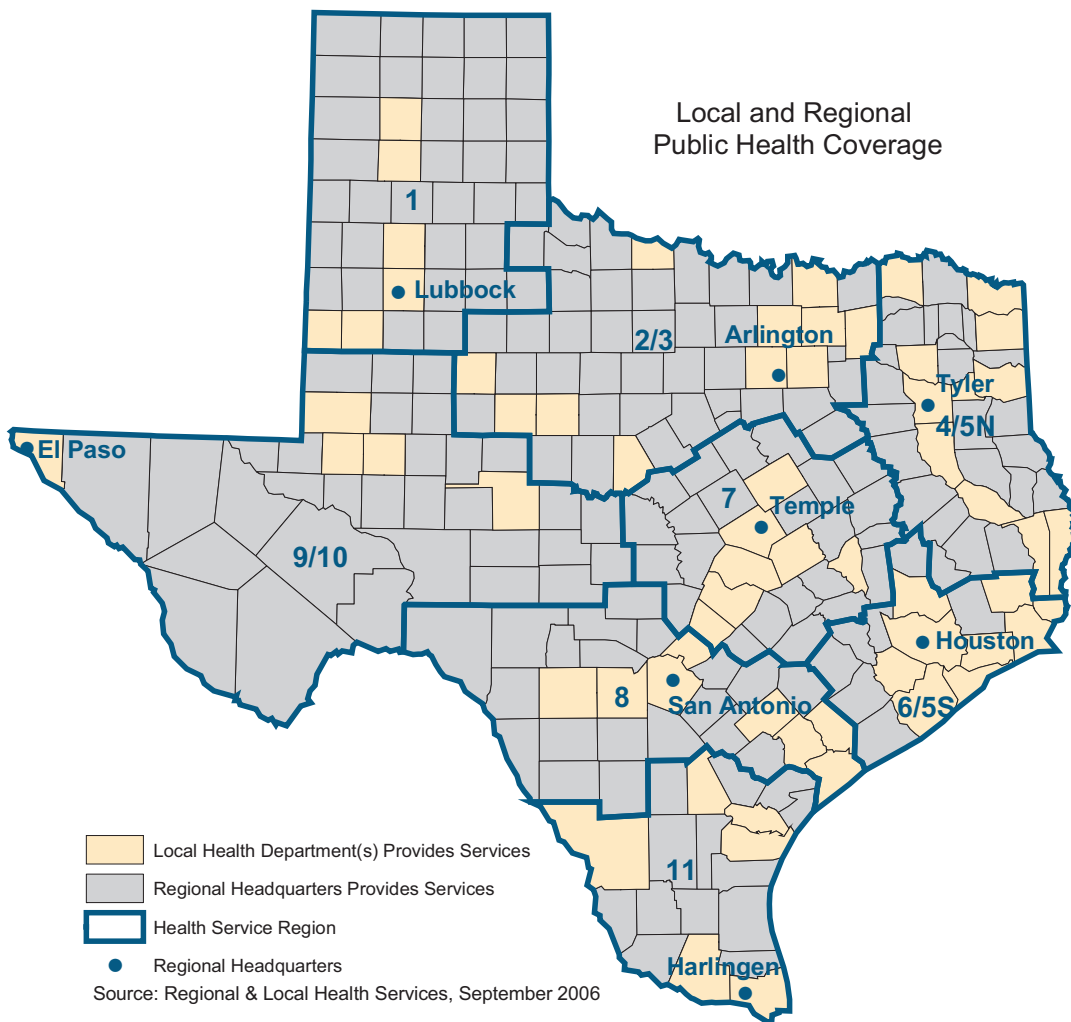 Local and Regional
Public Health Coverage
1
Lubbock
2/3
Arlington
Tyler
4/5N
El Paso
7
Temple
9/10
Houston
8
San Antonio
6/5S
11
Harlingen
Local Health Department(s) Provides Services
Regional Headquarters Provides Services
Health Service Region
Regional Headquarters
Source: Regional & Local Health Services, September 2006